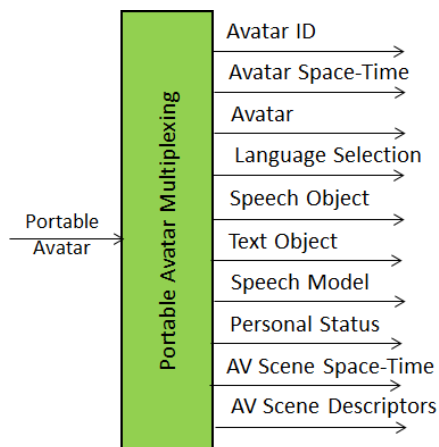 Avatar ID
Avatar Space-Time
Avatar
Language Selection
Speech Object
Portable
Avatar
Portable Avatar Multiplexing
Text Object
Speech Model
Personal Status
AV Scene Space-Time
AV Scene Descriptors